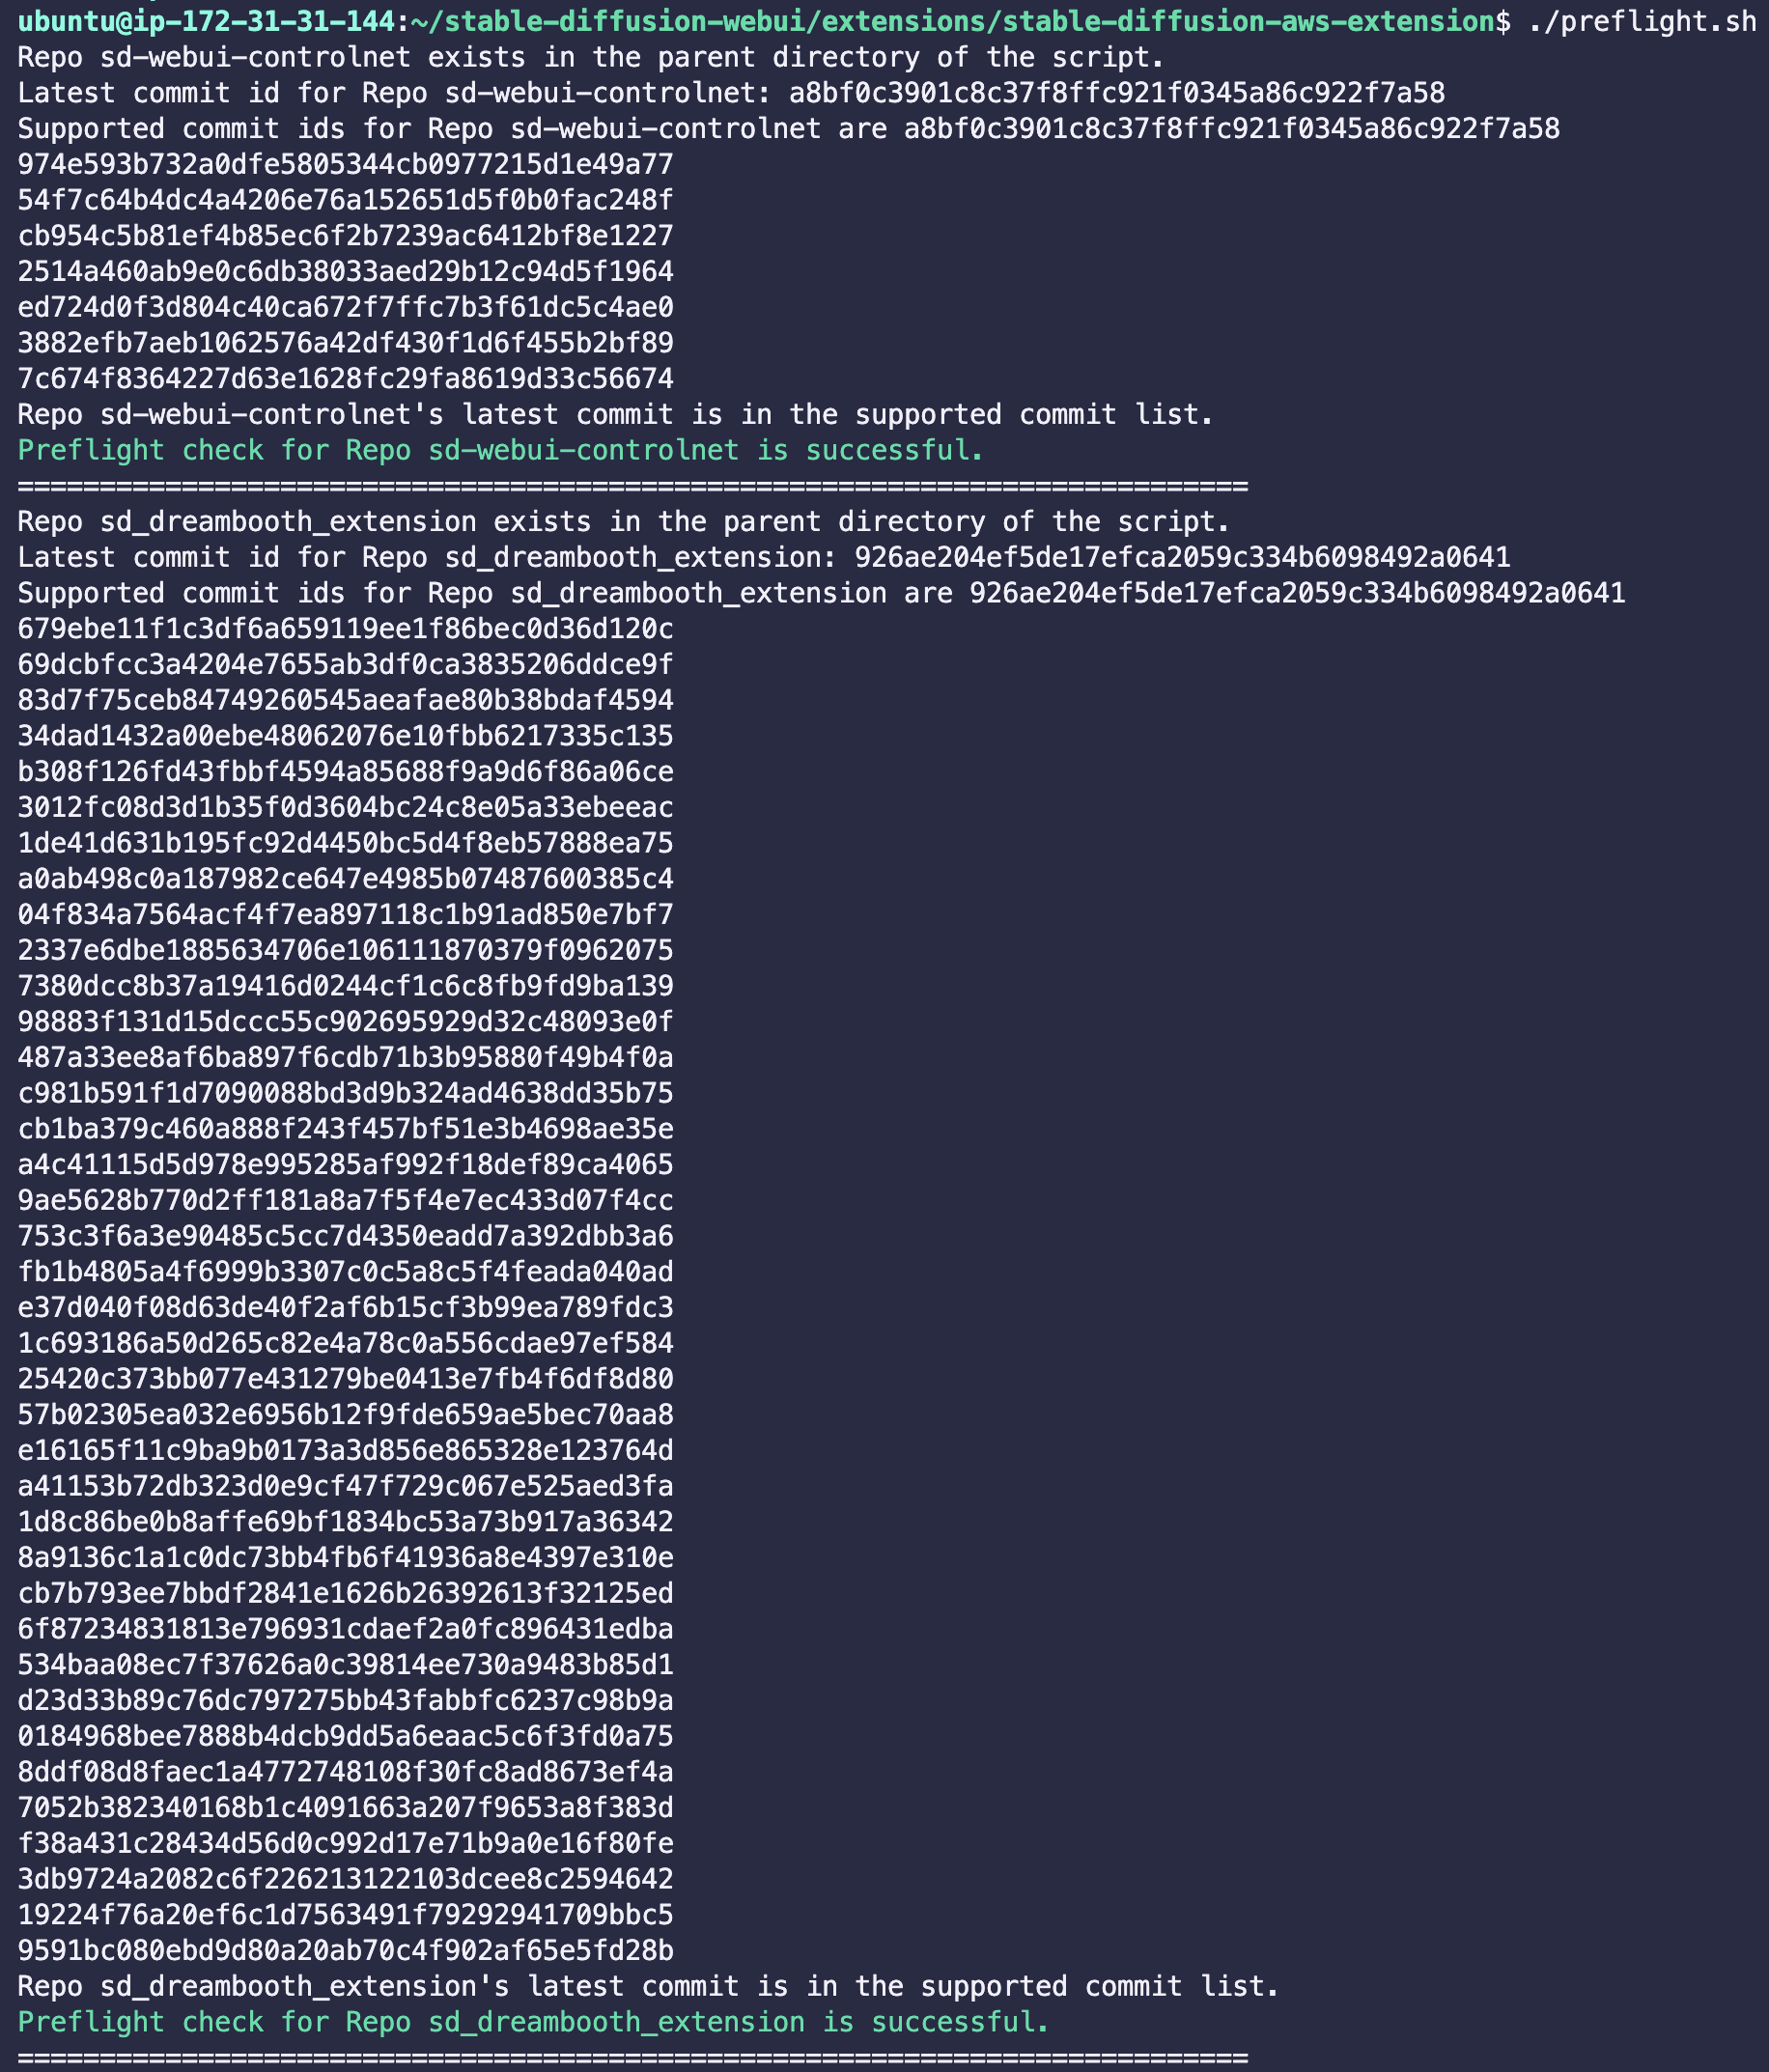 ubuntu@ip-172-31-31-144:~/stable-diffusion-webui/extensions/stable-diffusion-aws-extension$ ./preflight.sh
Repo sd-webui-controlnet exists in the parent directory of the script.
Latest commit id for Repo sd-webui-controlnet: a8bf0c3901c8c37f8ffc921f0345a86c922f7a58
Supported commit ids for Repo sd-webui-controlnet are a8bf0c3901c8c37f8ffc921f0345a86c922f7a58
974e593b732a0dfe5805344cb0977215d1e49a77
54f7c64b4dc4a4206e76a152651d5f0b0fac248f
cb954c5b81ef4b85ec6f2b7239ac6412bf8e1227
2514a460ab9e0c6db38033aed29b12c94d5f1964
ed724d0f3d804c40ca672f7ffc7b3f61dc5c4ae0
3882efb7aeb1062576a42df430f1d6f455b2bf89
7c674f8364227d63e1628fc29fa8619d33c56674
Repo sd-webui-controlnet's latest commit is in the supported commit list.
Preflight check for Repo sd-webui-controlnet is successful.
===========================================================================
Repo sd_dreambooth_extension exists in the parent directory of the script.
Latest commit id for Repo sd_dreambooth_extension: 926ae204ef5de17efca2059c334b6098492a0641
Supported commit ids for Repo sd_dreambooth_extension are 926ae204ef5de17efca2059c334b6098492a0641
679ebe11f1c3df6a659119ee1f86bec0d36d120c
69dcbfcc3a4204e7655ab3df0ca3835206ddce9f
83d7f75ceb84749260545aeafae80b38bdaf4594
34dad1432a00ebe48062076e10fbb6217335c135
b308f126fd43fbbf4594a85688f9a9d6f86a06ce
3012fc08d3d1b35f0d3604bc24c8e05a33ebeeac
1de41d631b195fc92d4450bc5d4f8eb57888ea75
a0ab498c0a187982ce647e4985b07487600385c4
04f834a7564acf4f7ea897118c1b91ad850e7bf7
2337e6dbe1885634706e106111870379f0962075
7380dcc8b37a19416d0244cf1c6c8fb9fd9ba139
98883f131d15dccc55c902695929d32c48093e0f
487a33ee8af6ba897f6cdb71b3b95880f49b4f0a
c981b591f1d7090088bd3d9b324ad4638dd35b75
cb1ba379c460a888f243f457bf51e3b4698ae35e
a4c41115d5d978e995285af992f18def89ca4065
9ae5628b770d2ff181a8a7f5f4e7ec433d07f4cc
753c3f6a3e90485c5cc7d4350eadd7a392dbb3a6
fb1b4805a4f6999b3307c0c5a8c5f4feada040ad
e37d040f08d63de40f2af6b15cf3b99ea789fdc3
1c693186a50d265c82e4a78c0a556cdae97ef584
25420c373bb077e431279be0413e7fb4f6df8d80
57b02305ea032e6956b12f9fde659ae5bec70aa8
e16165f11c9ba9b0173a3d856e865328e123764d
a41153b72db323d0e9cf47f729c067e525aed3fa
1d8c86be0b8affe69bf1834bc53a73b917a36342
8a9136c1a1c0dc73bb4fb6f41936a8e4397e310e
cb7b793ee7bbdf2841e1626b26392613f32125ed
6f87234831813e796931cdaef2a0fc896431edba
534baa08ec7f37626a0c39814ee730a9483b85d1
d23d33b89c76dc797275bb43fabbfc6237c98b9a
0184968bee7888b4dcb9dd5a6eaac5c6f3fd0a75
8ddf08d8faec1a4772748108f30fc8ad8673ef4a
7052b382340168b1c4091663a207f9653a8f383d
f38a431c28434d56d0c992d17e71b9a0e16f80fe
3db9724a2082c6f226213122103dcee8c2594642
19224f76a20ef6c1d7563491f79292941709bbc5
9591bc080ebd9d80a20ab70c4f902af65e5fd28b
Repo sd_dreambooth_extension's latest commit is in the supported commit list.
Preflight check for Repo sd_dreambooth_extension is successful.
===========================================================================